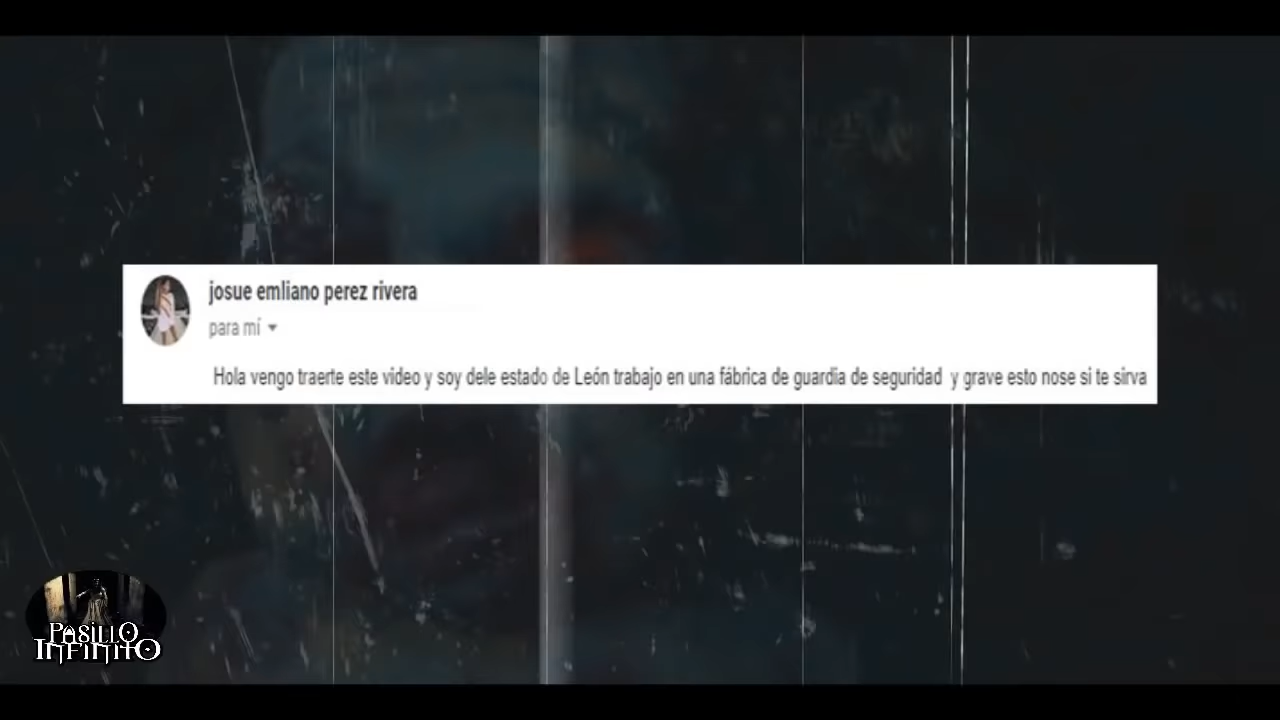 josue emliano perez rivera
para mí
Hola vengo traerte este video y soy dele estado de León trabajo en una fábrica de guardia de seguridad y grave esto nose si te sirva
PASILLO
INFINITO